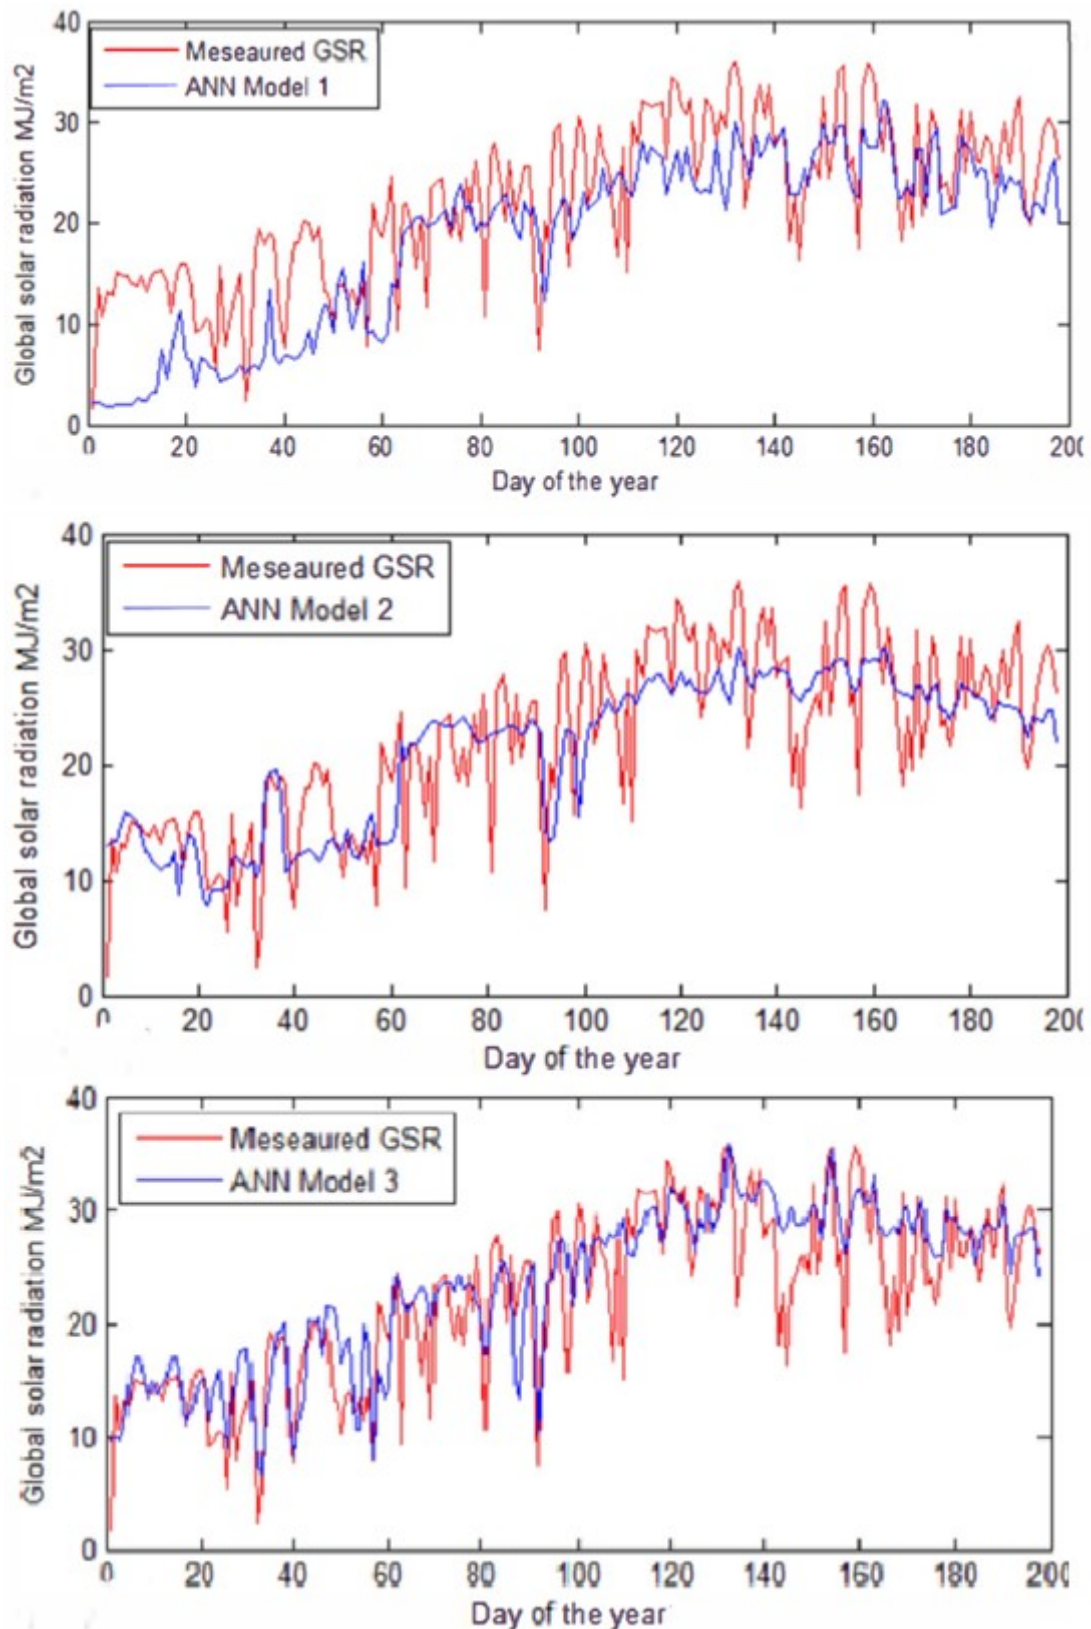 40
Meseaured GSR
ANN Model 1
30
20
10
0
0 20 40 60 80 100 120 140 160 180 200
Global solar radiation MJ/m2
Day of the year
40
Meseaured GSR
ANN Model 2
30
20
10
0
0 20 40 60 80 100 120 140 160 180 200
Global solar radiation MJ/m2
Day of the year
40
Meseaured GSR
ANN Model 3
30
20
10
0
0 20 40 60 80 100 120 140 160 180 200
Global solar radiation MJ/m2
Day of the year